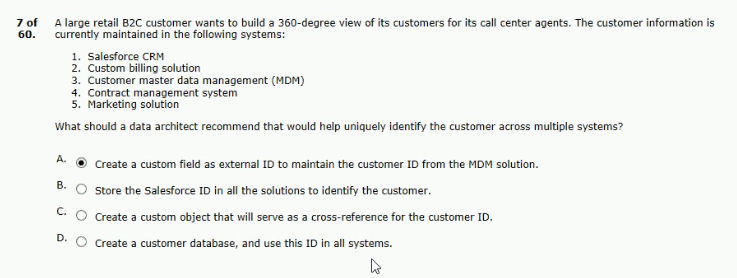 7 of A large retail B2C customer wants to build a 360-degree view of its customers for its call center agents. The customer information is
60. currently maintained in the following systems:
1. Salesforce CRM
2. Custom billing solution
3. Customer master data management (MDM)
4. Contract management system
5. Marketing solution
What should a data architect recommend that would help uniquely identify the customer across multiple systems?
A. Create a custom field as external ID to maintain the customer ID from the MDM solution.
B. Store the Salesforce ID in all the solutions to identify the customer.
C. Create a custom object that will serve as a cross-reference for the customer ID.
D. Create a customer database, and use this ID in all systems.